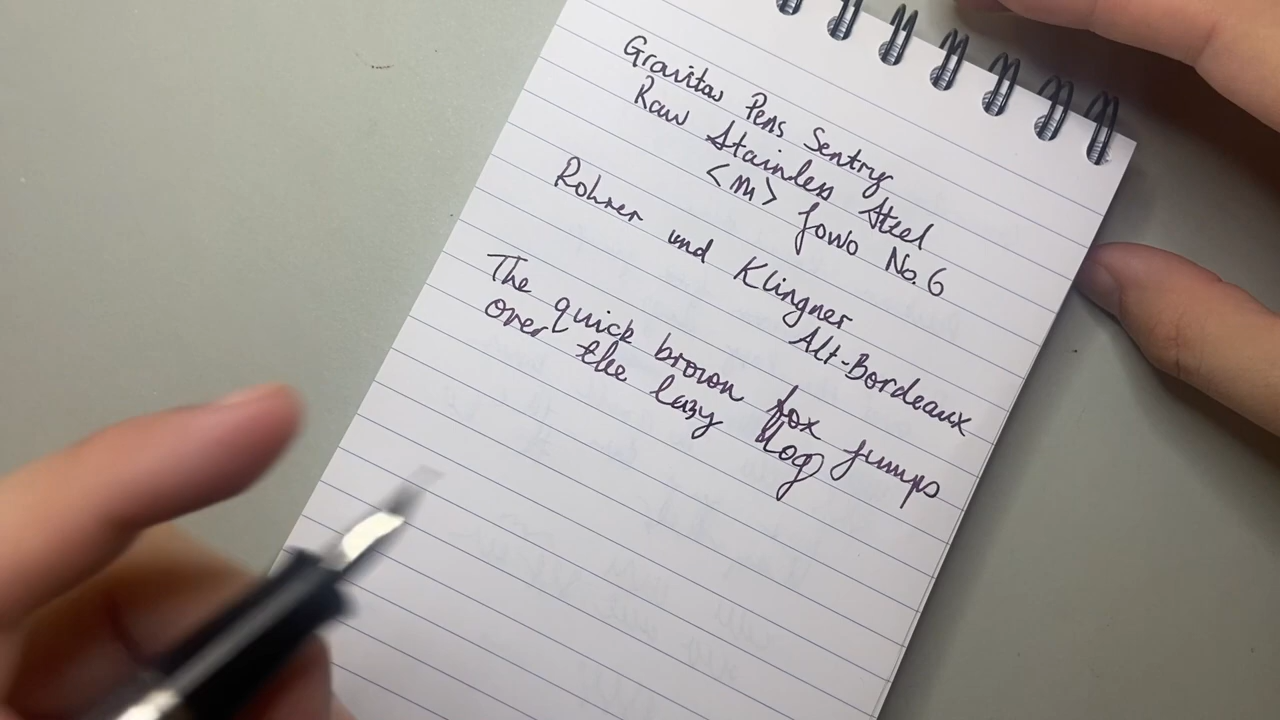 Gravitas Pens Sentry
Raw Stainless Steel
<M> Jowo No.6
Rohrer und Klingner
Alt-Bordeaux
The quick brown fox jumps
over the lazy dog